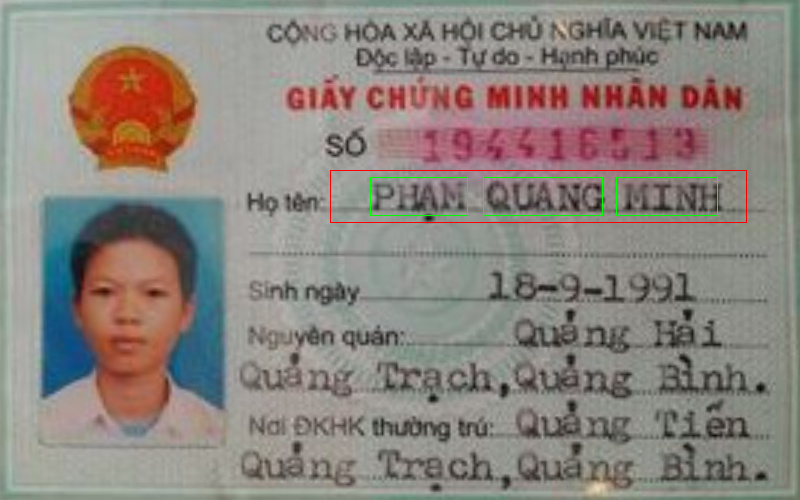 CỘNG HÒA XÃ HỘI CHỦ NGHĨA VIỆT NAM
Độc lập - Tự do - Hạnh phúc
GIẤY CHỨNG MINH NHÂN DÂN
SỐ 194416513
Họ tên: PHẠM QUANG MINH
Sinh ngày 18-9-1991
Nguyên quán: Quảng Hải
Quảng Trạch,Quảng Bình.
Nơi ĐKHK thường trú: Quảng Tiến
Quảng Trạch,Quảng Bình.